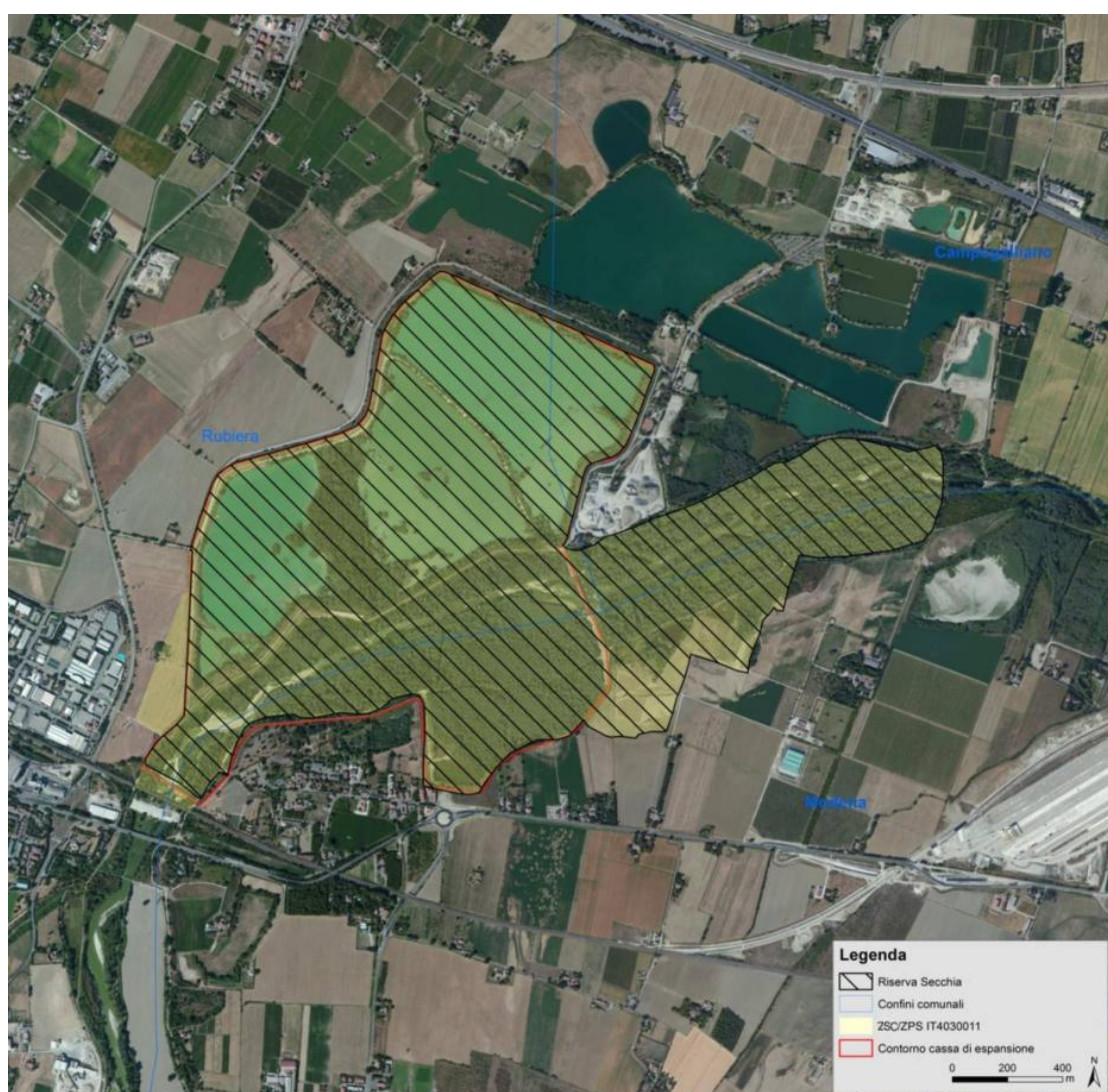 Campogalliano
Rubiera
Modena
Legenda
Riserva Secchia
Confini comunali
ZSC/ZPS IT4030011
Contorno cassa di espansione
0 200 400
m
N